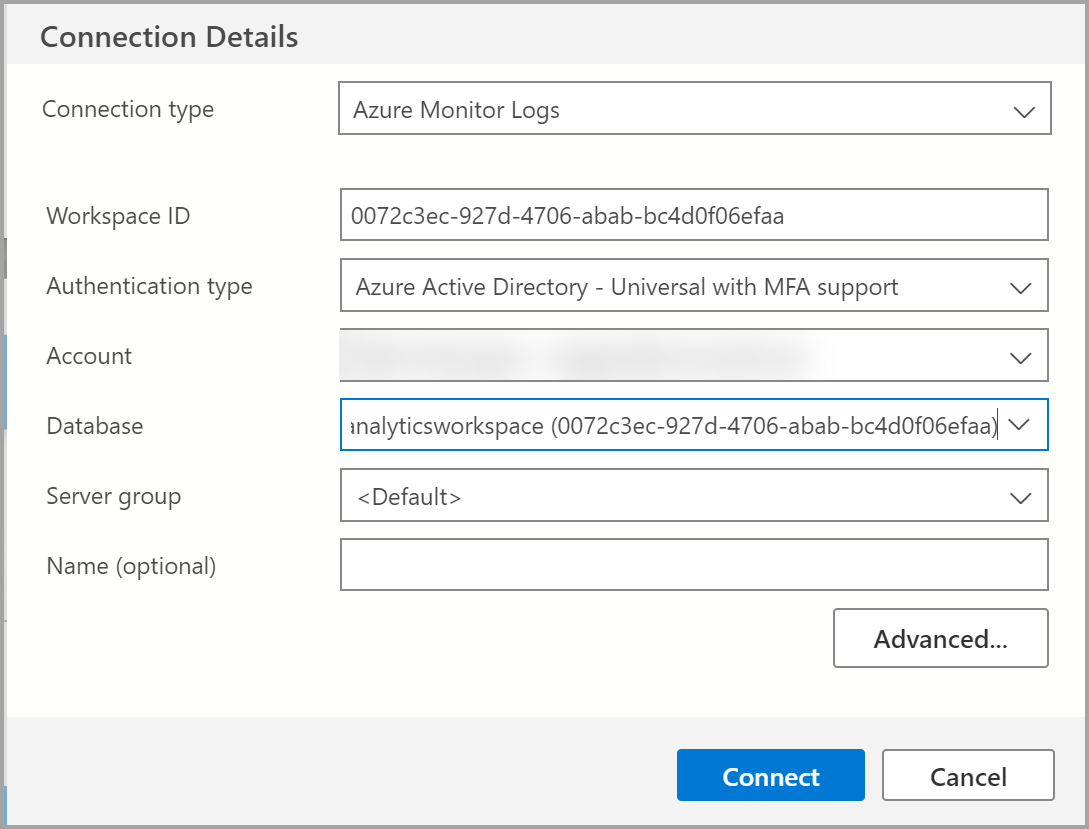 Connection Details
Connection type
Azure Monitor Logs
Workspace ID
0072c3ec-927d-4706-abab-bc4d0f06efaa
Authentication type
Azure Active Directory - Universal with MFA support
Account
Database
analyticsworkspace (0072c3ec-927d-4706-abab-bc4d0f06efaa)
Server group
<Default>
Name (optional)
Advanced...
Connect
Cancel